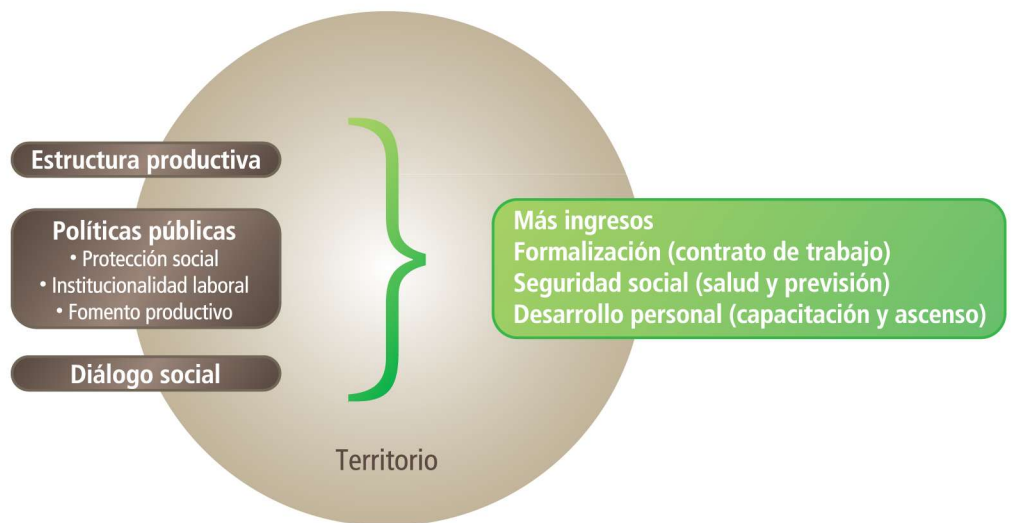 Estructura productiva
Políticas públicas
• Protección social
• Institucionalidad laboral
• Fomento productivo
Diálogo social
Más ingresos
Formalización (contrato de trabajo)
Seguridad social (salud y previsión)
Desarrollo personal (capacitación y ascenso)
Territorio